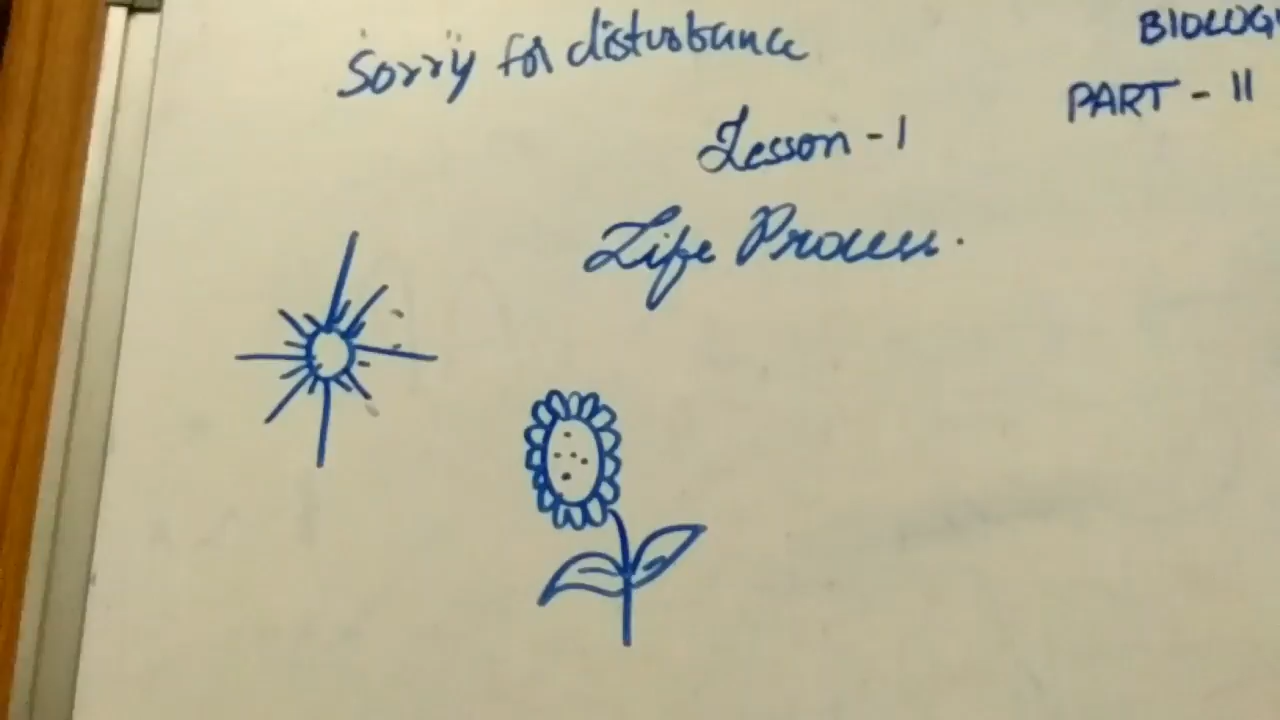 Sorry for disturbance
BIOLOG
PART - II
Lesson - 1
Life Process.